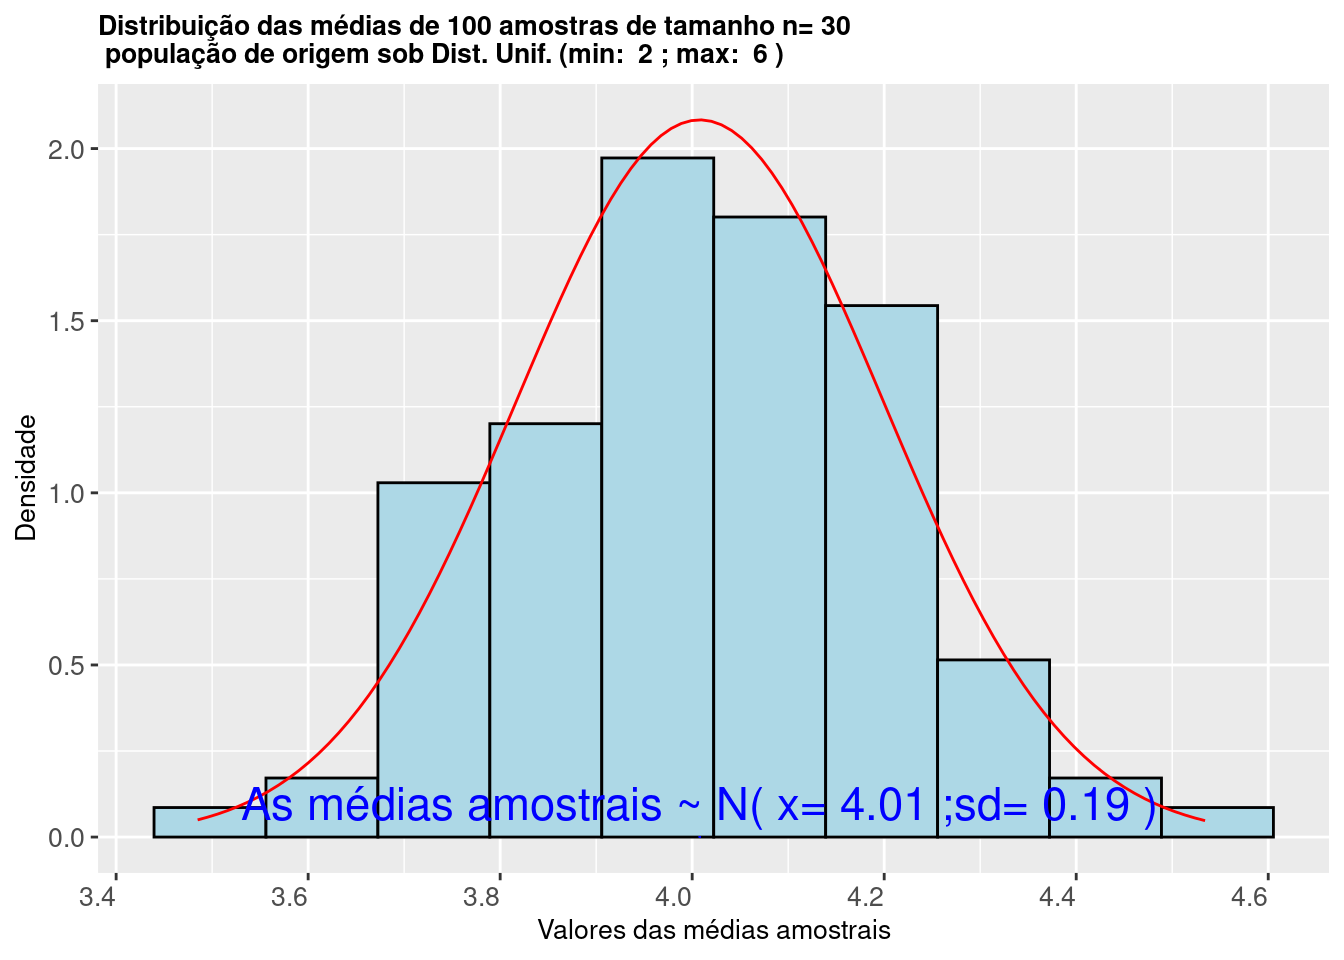 Distribuição das médias de 100 amostras de tamanho n= 30
população de origem sob Dist. Unif. (min:  2 ; max:  6 )
2.0
1.5
1.0
0.5
0.0
Densidade
As médias amostrais ~ N( x= 4.01 ;sd= 0.19 )
3.4 3.6 3.8 4.0 4.2 4.4 4.6
Valores das médias amostrais